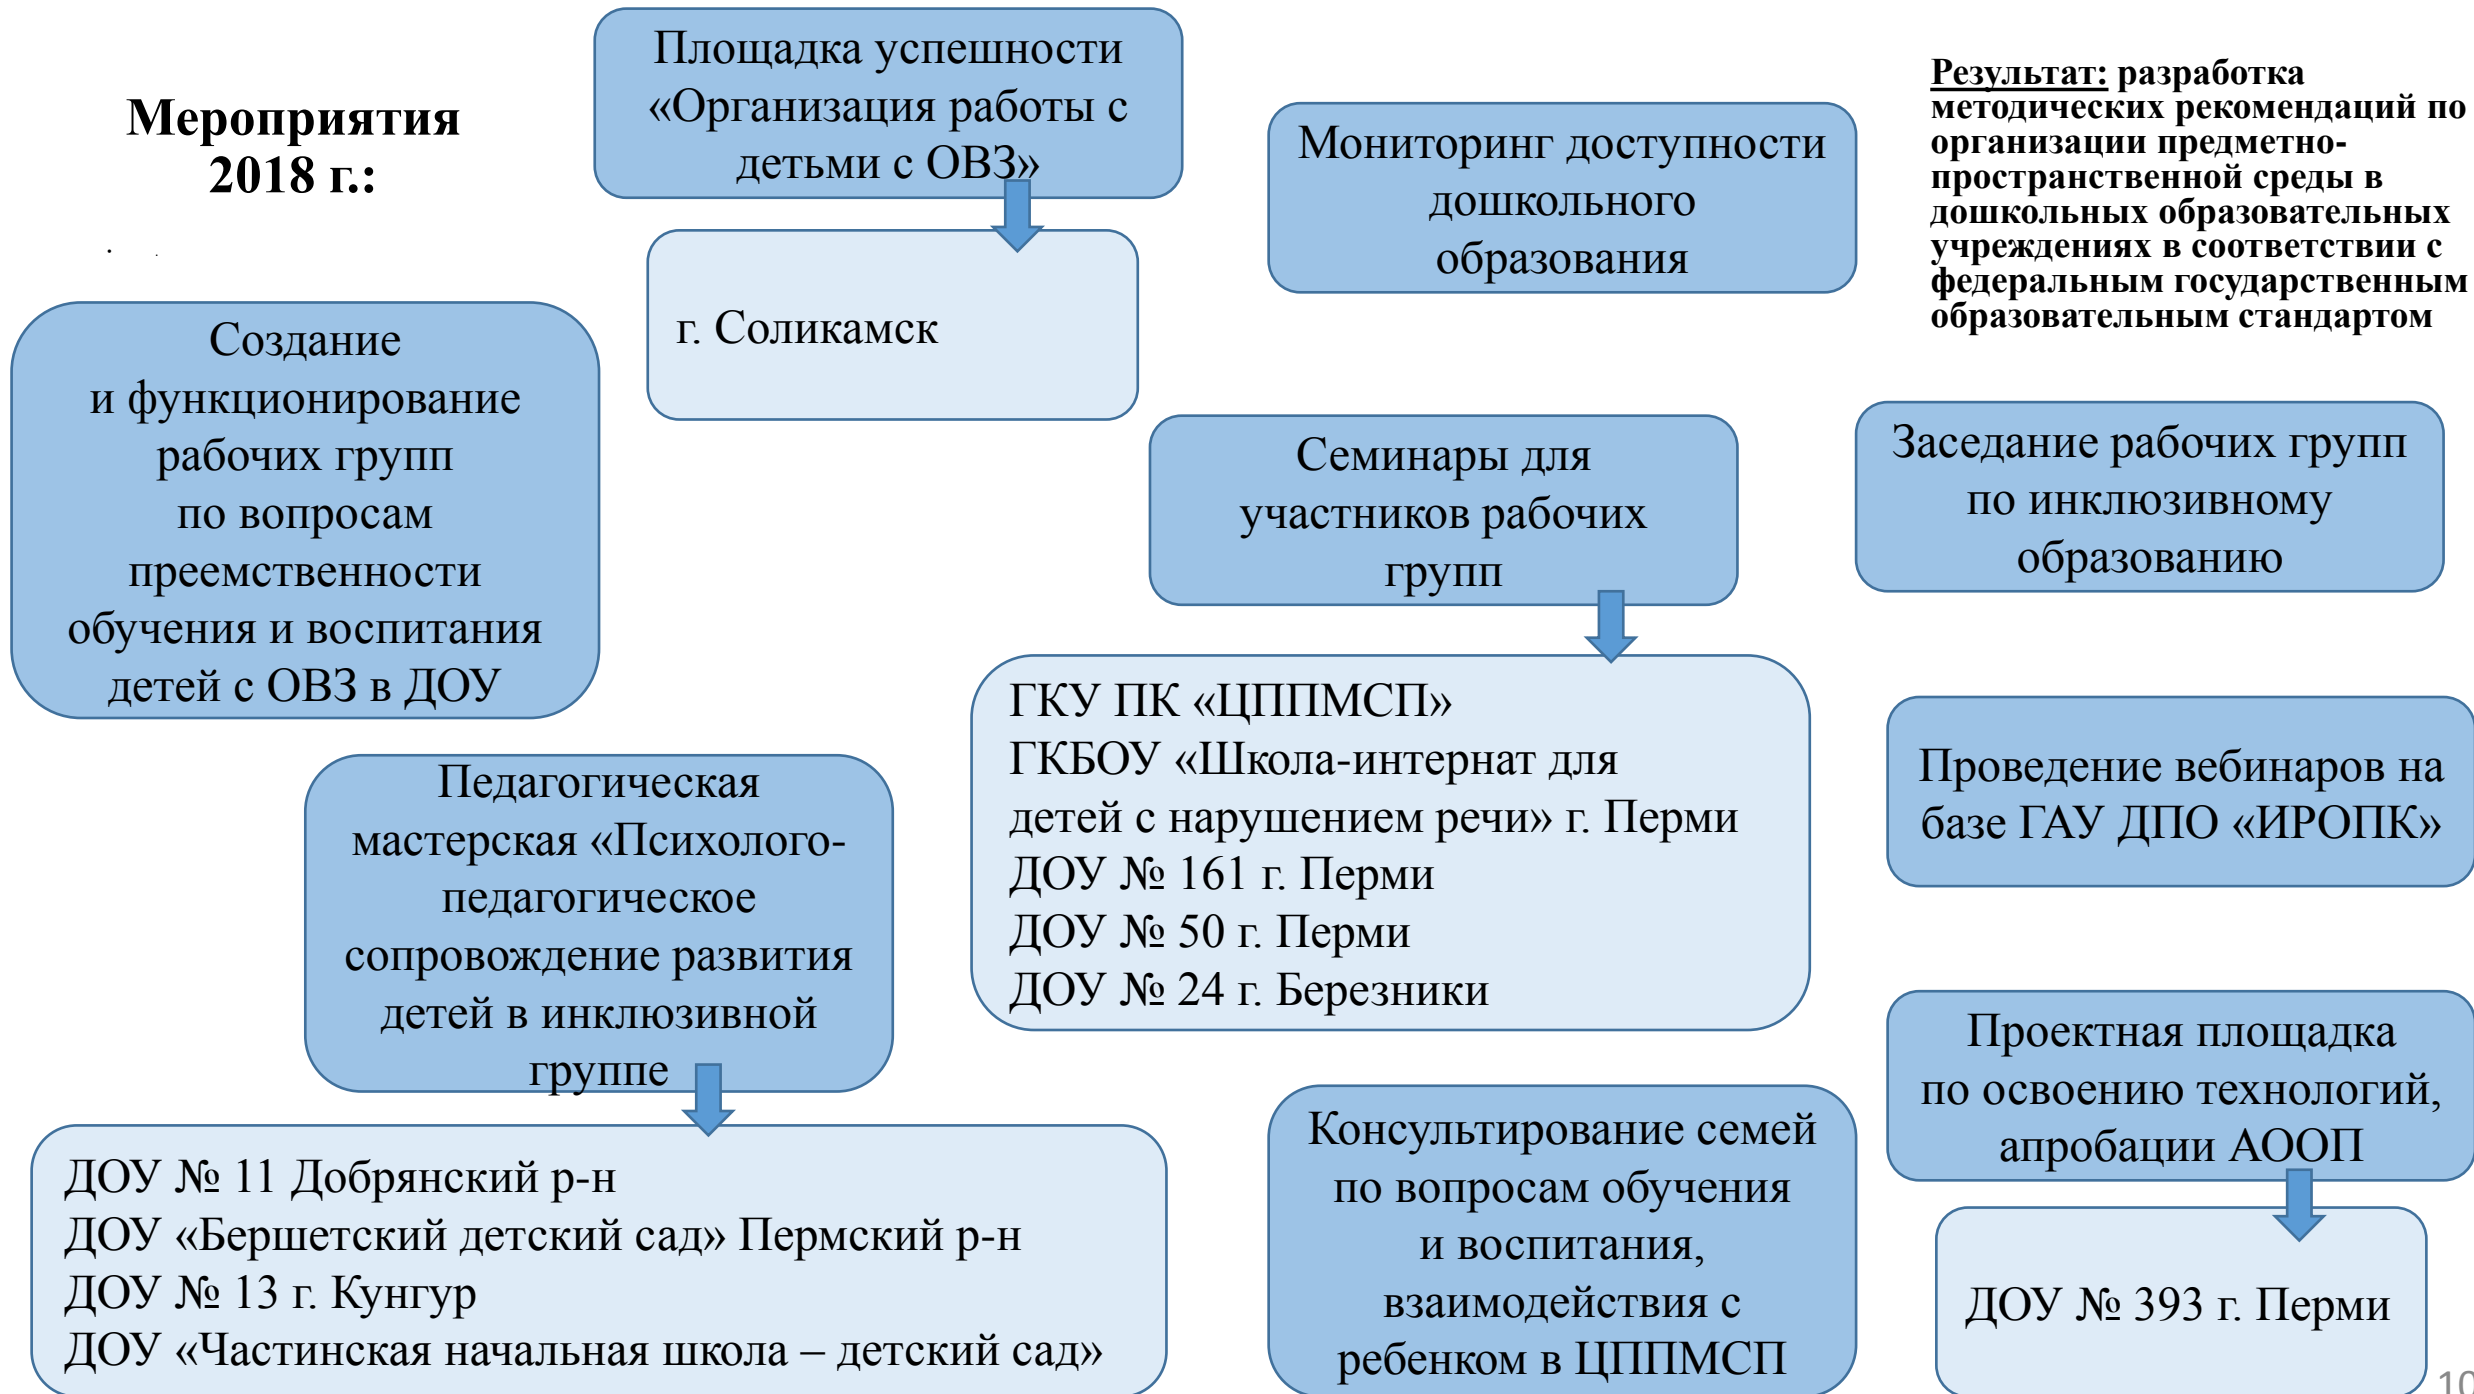 Мероприятия
2018 г.:
Площадка успешности
«Организация работы с
детьми с ОВЗ»
г. Соликамск
Мониторинг доступности
дошкольного
образования
Результат: разработка
методических рекомендаций по
организации предметно-
пространственной среды в
дошкольных образовательных
учреждениях в соответствии с
федеральным государственным
образовательным стандартом
Создание
и функционирование
рабочих групп
по вопросам
преемственности
обучения и воспитания
детей с ОВЗ в ДОУ
Семинары для
участников рабочих
групп
ГКУ ПК «ЦППМСП»
ГКБОУ «Школа-интернат для
детей с нарушением речи» г. Перми
ДОУ № 161 г. Перми
ДОУ № 50 г. Перми
ДОУ № 24 г. Березники
Заседание рабочих групп
по инклюзивному
образованию
Проведение вебинаров на
базе ГАУ ДПО «ИРОПК»
Педагогическая
мастерская «Психолого-
педагогическое
сопровождение развития
детей в инклюзивной
группе
ДОУ № 11 Добрянский р-н
ДОУ «Бершетский детский сад» Пермский р-н
ДОУ № 13 г. Кунгур
ДОУ «Частинская начальная школа – детский сад»
Консультирование семей
по вопросам обучения
и воспитания,
взаимодействия с
ребенком в ЦППМСП
Проектная площадка
по освоению технологий,
апробации АООП
ДОУ № 393 г. Перми
10